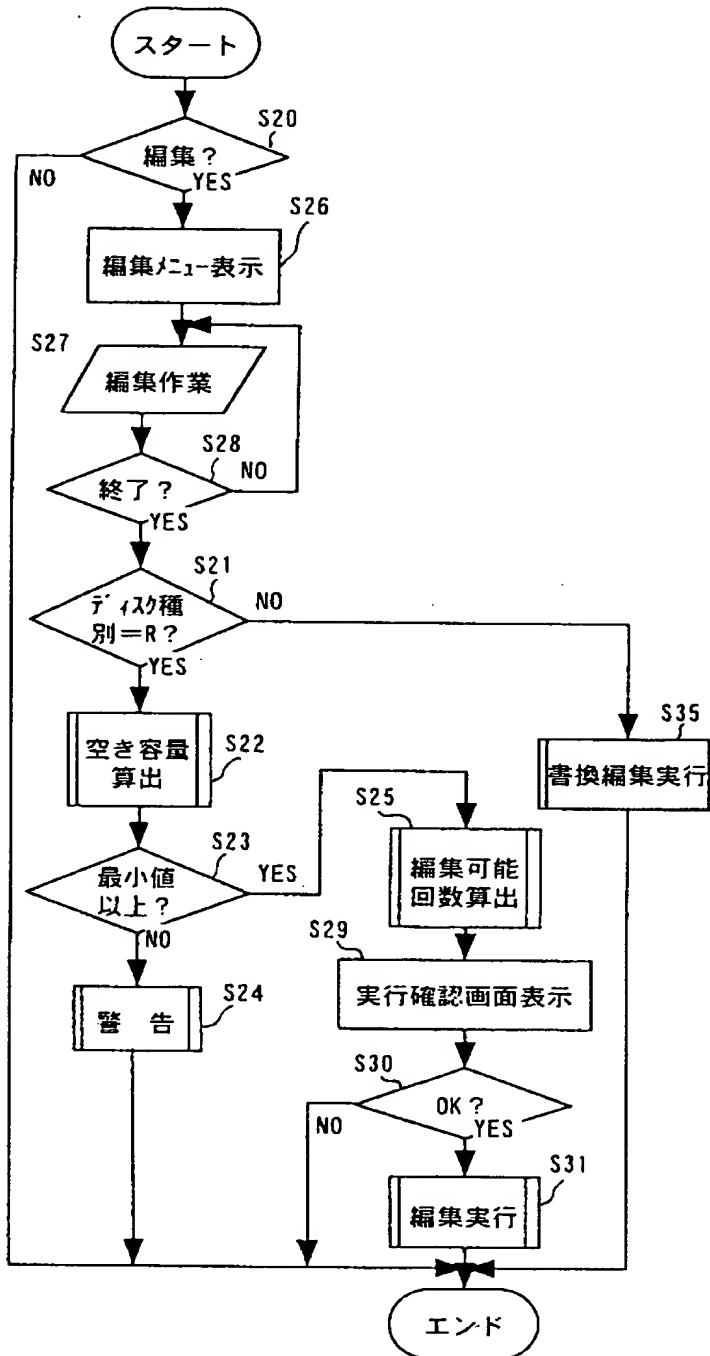 スタート
S20
編集?
NO
YES
S26
編集メニュー表示
S27
編集作業
S28
終了?
NO
YES
S21
ディスク種
別=R?
NO
YES
S22
空き容量
算出
S35
書換編集実行
S23
最小値
以上?
YES
NO
S25
編集可能
回数算出
S24
警 告
S29
実行確認画面表示
S30
OK?
NO
YES
S31
編集実行
エンド